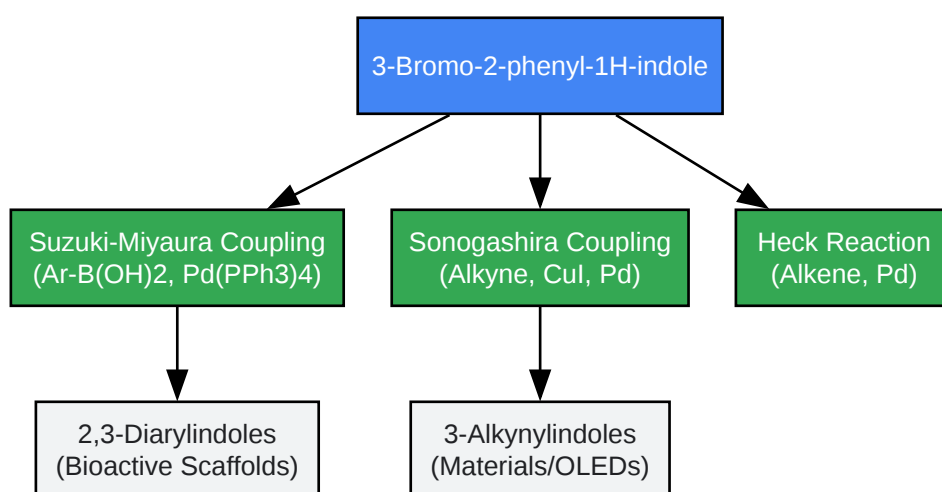 3-Bromo-2-phenyl-1H-indole
Suzuki-Miyaura Coupling
(Ar-B(OH)2, Pd(PPh3)4)
Sonogashira Coupling
(Alkyne, CuI, Pd)
Heck Reaction
(Alkene, Pd)
2,3-Diarylindoles
(Bioactive Scaffolds)
3-Alkynylindoles
(Materials/OLEDs)